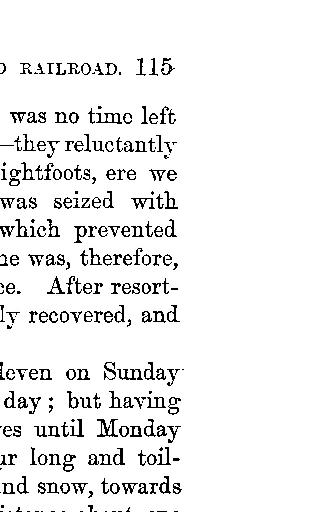 RAILROAD. 115
was no time left
—they reluctantly
ightfoots, ere we
was seized with
which prevented
he was, therefore,
ce. After resort-
ly recovered, and
leven on Sunday
day; but having
es until Monday
ur long and toil-
and snow, towards